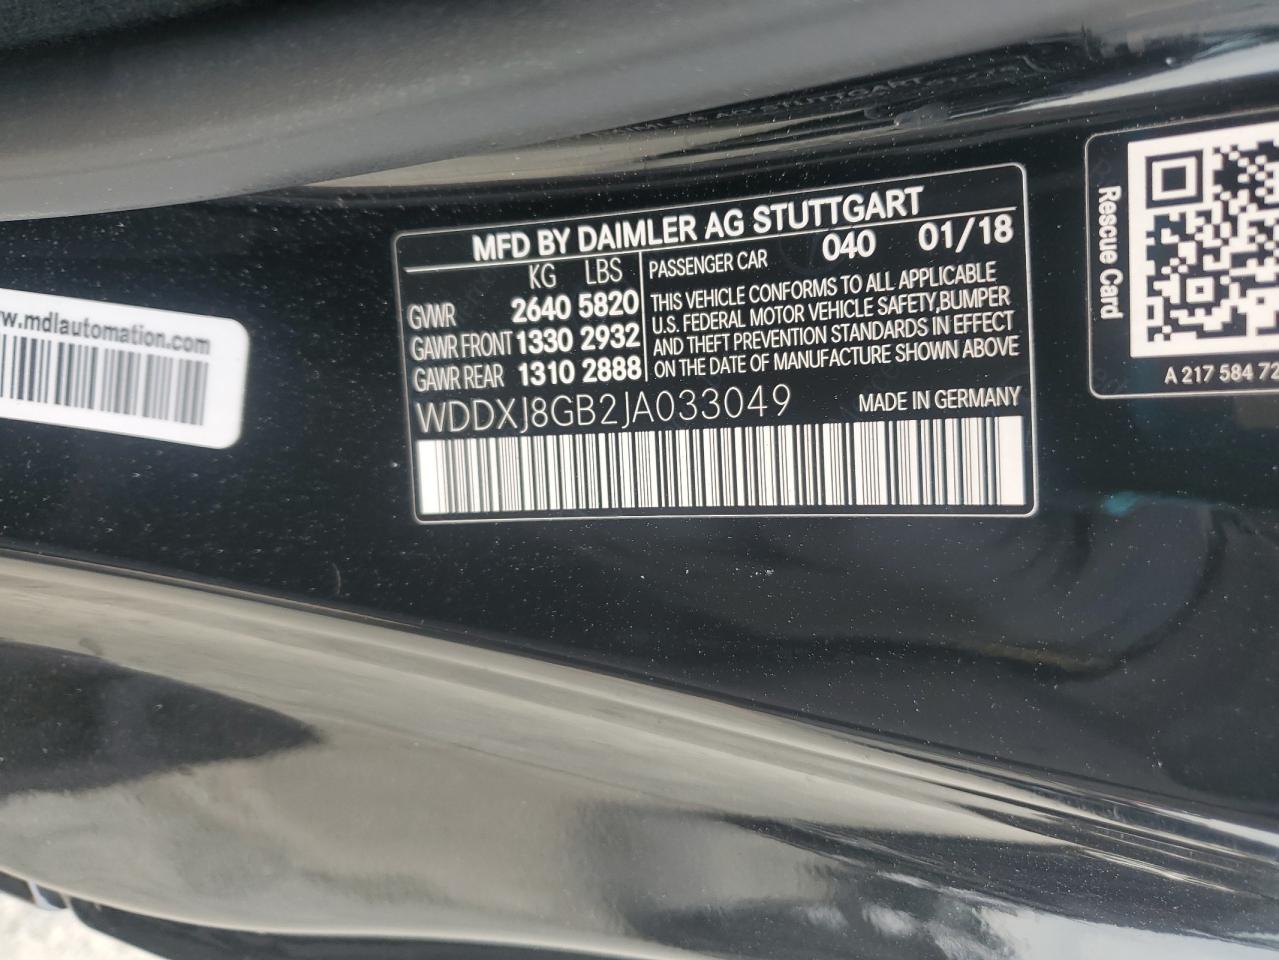 MFD BY DAIMLER AG STUTTGART
KG LBS
PASSENGER CAR 040 01/18
GVWR 2640 5820
GAWR FRONT 1330 2932
GAWR REAR 1310 2888
THIS VEHICLE CONFORMS TO ALL APPLICABLE
U.S. FEDERAL MOTOR VEHICLE SAFETY,BUMPER
AND THEFT PREVENTION STANDARDS IN EFFECT
ON THE DATE OF MANUFACTURE SHOWN ABOVE
WDDXJ8GB2JA033049 MADE IN GERMANY
w.mdlautomation.com
Rescue Card
A 217 584 72